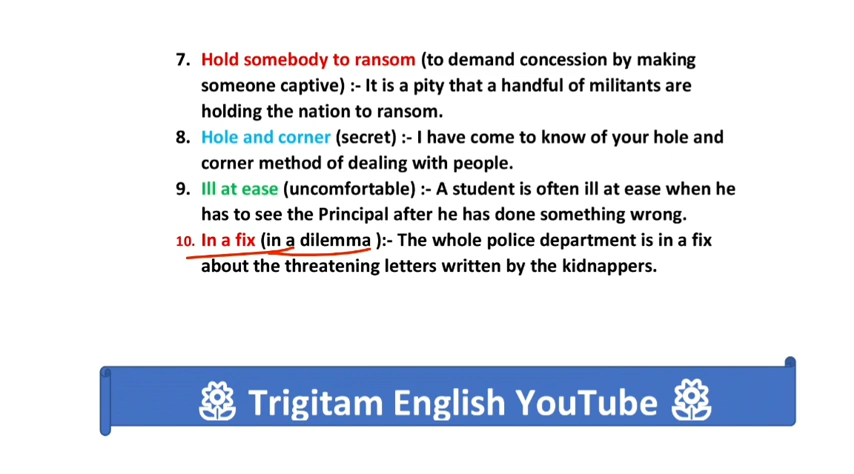 7. Hold somebody to ransom (to demand concession by making
someone captive) :- It is a pity that a handful of militants are
holding the nation to ransom.
8. Hole and corner (secret) :- I have come to know of your hole and
corner method of dealing with people.
9. Ill at ease (uncomfortable) :- A student is often ill at ease when he
has to see the Principal after he has done something wrong.
10. In a fix (in a dilemma ):- The whole police department is in a fix
about the threatening letters written by the kidnappers.
Trigitam English YouTube